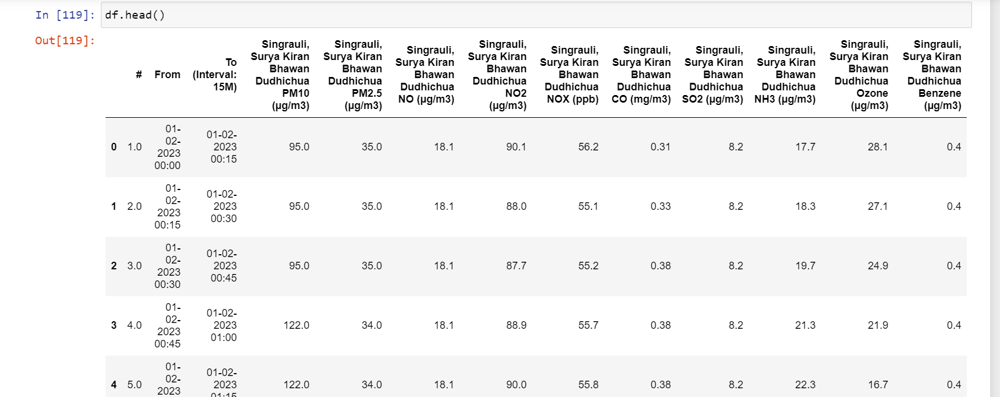 In [119]: df.head()
Out[119]:
# From To (Interval: 15M) Singrauli, Surya Kiran Bhawan Dudhichua PM10 (µg/m3) Singrauli, Surya Kiran Bhawan Dudhichua PM2.5 (µg/m3) Singrauli, Surya Kiran Bhawan Dudhichua NO (µg/m3) Singrauli, Surya Kiran Bhawan Dudhichua NO2 (µg/m3) Singrauli, Surya Kiran Bhawan Dudhichua NOX (ppb) Singrauli, Surya Kiran Bhawan Dudhichua CO (mg/m3) Singrauli, Surya Kiran Bhawan Dudhichua SO2 (µg/m3) Singrauli, Surya Kiran Bhawan Dudhichua NH3 (µg/m3) Singrauli, Surya Kiran Bhawan Dudhichua Ozone (µg/m3) Singrauli, Surya Kiran Bhawan Dudhichua Benzene (µg/m3)
0 1.0 01-02-2023 00:00 01-02-2023 00:15 95.0 35.0 18.1 90.1 56.2 0.31 8.2 17.7 28.1 0.4
1 2.0 01-02-2023 00:15 01-02-2023 00:30 95.0 35.0 18.1 88.0 55.1 0.33 8.2 18.3 27.1 0.4
2 3.0 01-02-2023 00:30 01-02-2023 00:45 95.0 35.0 18.1 87.7 55.2 0.38 8.2 19.7 24.9 0.4
3 4.0 01-02-2023 00:45 01-02-2023 01:00 122.0 34.0 18.1 88.9 55.7 0.38 8.2 21.3 21.9 0.4
4 5.0 01-02-2023 01-02-2023 01:15 122.0 34.0 18.1 90.0 55.8 0.38 8.2 22.3 16.7 0.4